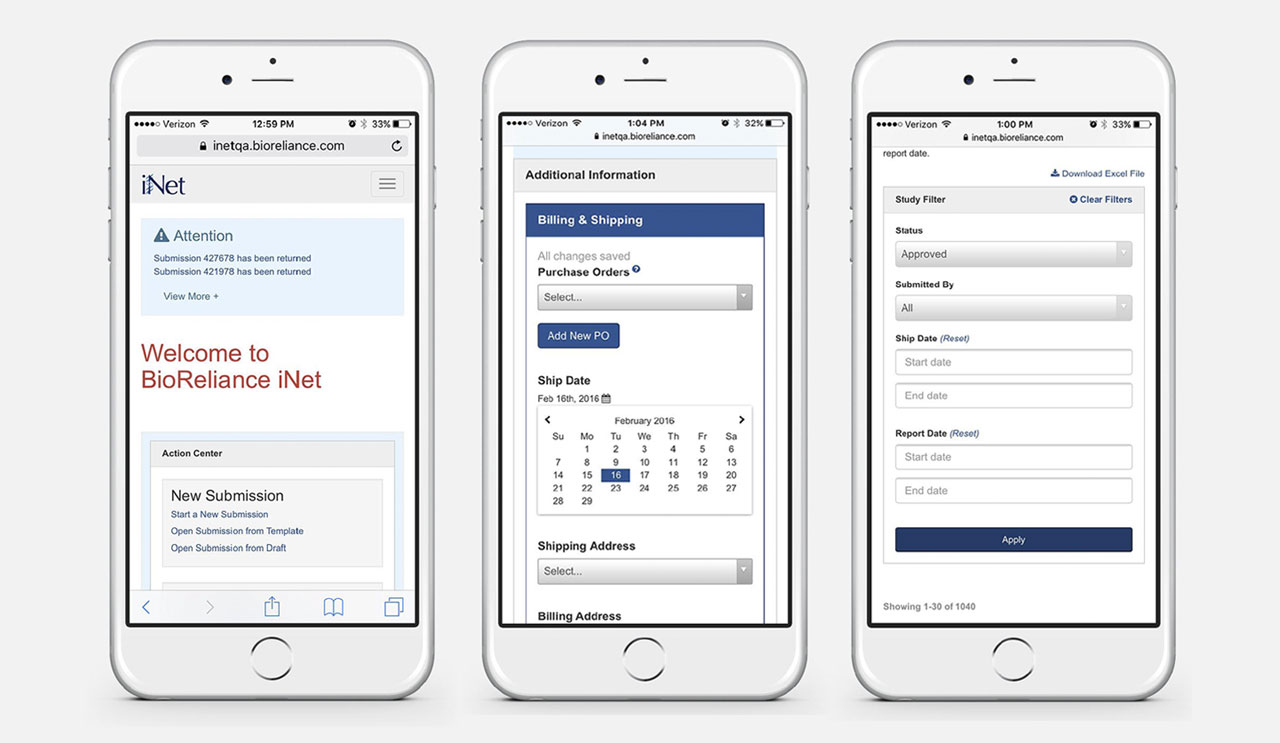 Verizon 12:59 PM 33%
inetqa.bioreliance.com
iNet
Attention
Submission 427678 has been returned
Submission 421978 has been returned
View More +
Welcome to
BioReliance iNet
Action Center
New Submission
Start a New Submission
Open Submission from Template
Open Submission from Draft
Verizon 1:04 PM 32%
inetqa.bioreliance.com
Additional Information
Billing & Shipping
All changes saved
Purchase Orders ?
Select...
Add New PO
Ship Date
Feb 16th, 2016
February 2016
Su Mo Tu We Th Fr Sa
1 2 3 4 5 6
7 8 9 10 11 12 13
14 15 16 17 18 19 20
21 22 23 24 25 26 27
28 29
Shipping Address
Select...
Billing Address
Verizon 1:00 PM 33%
inetqa.bioreliance.com
report date.
Download Excel File
Study Filter Clear Filters
Status
Approved
Submitted By
All
Ship Date (Reset)
Start date
End date
Report Date (Reset)
Start date
End date
Apply
Showing 1-30 of 1040